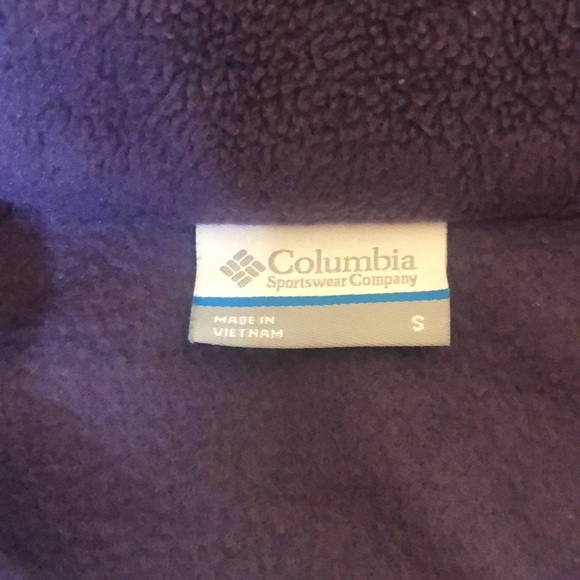 Columbia
Sportswear Company
MADE IN
VIETNAM
S